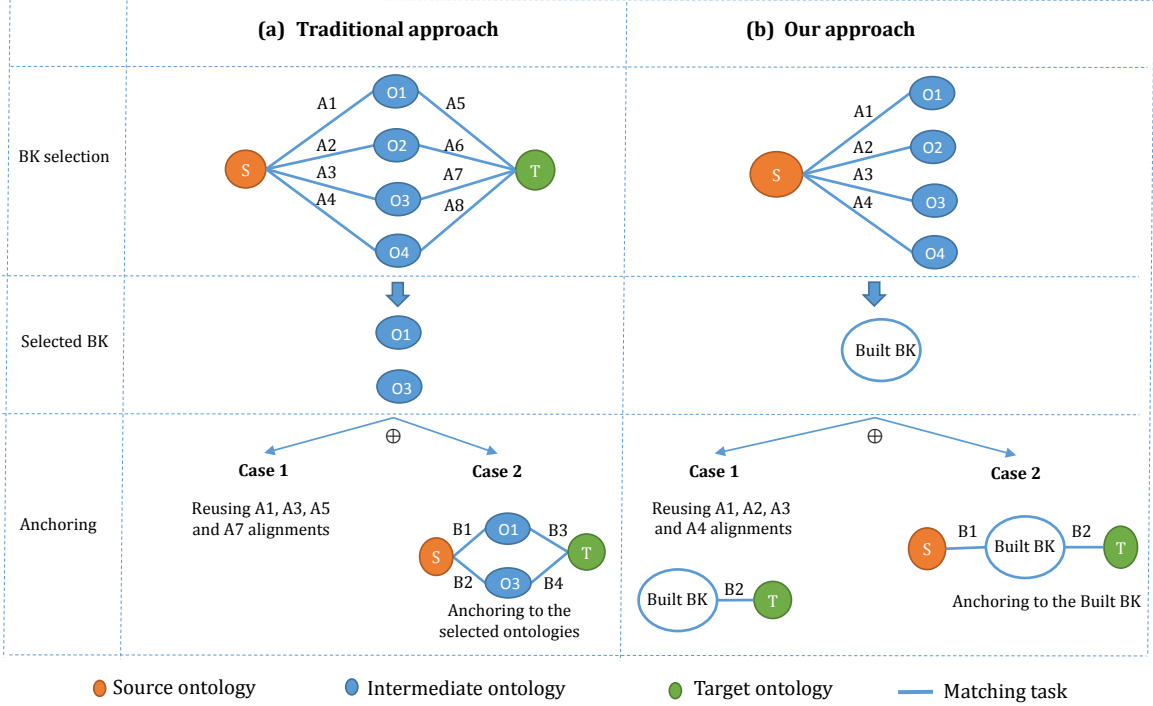 (a) Traditional approach
(b) Our approach
BK selection
A1
A2
A3
A4
S
O1
O2
O3
O4
A5
A6
A7
A8
T
A1
A2
A3
A4
S
O1
O2
O3
O4
Selected BK
O1
O3
Built BK
Anchoring
⊕
Case 1
Reusing A1, A3, A5
and A7 alignments
Case 2
B1
O1
B3
S
T
B2
O3
B4
Anchoring to the
selected ontologies
⊕
Case 1
Reusing A1, A2, A3
and A4 alignments
Built BK
B2
T
Case 2
S
B1
Built BK
B2
T
Anchoring to the Built BK
Source ontology
Intermediate ontology
Target ontology
Matching task